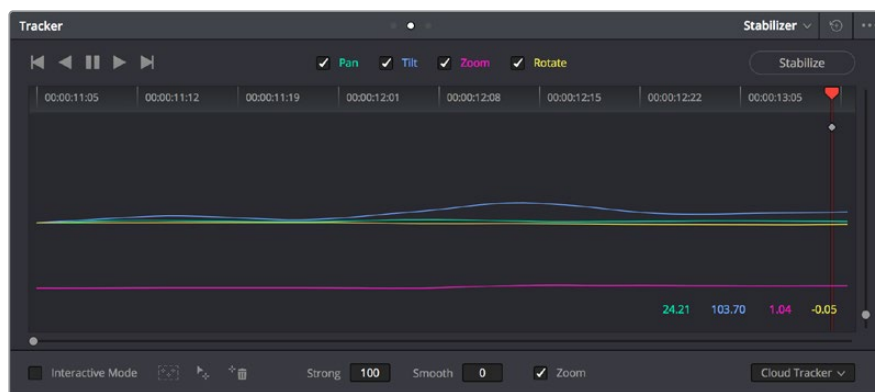 Tracker Stabilizer
Pan Tilt Zoom Rotate Stabilize
00:00:11:05 00:00:11:12 00:00:11:19 00:00:12:01 00:00:12:08 00:00:12:15 00:00:12:22 00:00:13:05
24.21 103.70 1.04 -0.05
Interactive Mode Strong 100 Smooth 0 Zoom Cloud Tracker